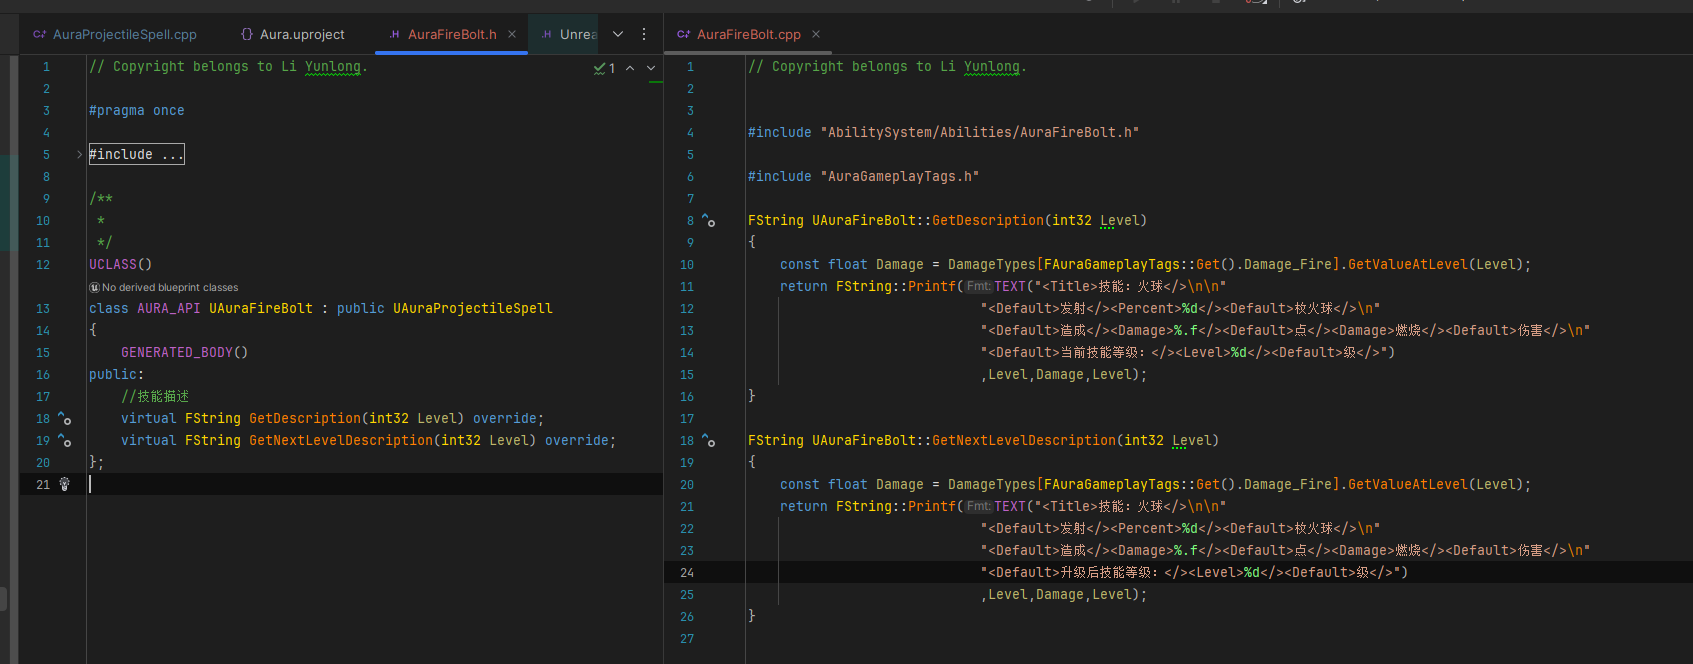 AuraProjectileSpell.cpp
Aura.uproject
AuraFireBolt.h
Unrea
AuraFireBolt.cpp
1 // Copyright belongs to Li Yunlong. 1
2
3 #pragma once
4
5 #include ...
8
9 /**
10 *
11 */
12 UCLASS()
No derived blueprint classes
13 class AURA_API UAuraFireBolt : public UAuraProjectileSpell
14 {
15 GENERATED_BODY()
16 public:
17 //技能描述
18 virtual FString GetDescription(int32 Level) override;
19 virtual FString GetNextLevelDescription(int32 Level) override;
20 };
21
1 // Copyright belongs to Li Yunlong.
2
3
4 #include "AbilitySystem/Abilities/AuraFireBolt.h"
5
6 #include "AuraGameplayTags.h"
7
8 FString UAuraFireBolt::GetDescription(int32 Level)
9 {
10 const float Damage = DamageTypes[FAuraGameplayTags::Get().Damage_Fire].GetValueAtLevel(Level);
11 return FString::Printf( Fmt: TEXT("<Title>技能：火球</>\n\n"
12 "<Default>发射</><Percent>%d</><Default>枚火球</>\n"
13 "<Default>造成</><Damage>%.f</><Default>点</><Damage>燃烧</><Default>伤害</>\n"
14 "<Default>当前技能等级：</><Level>%d</><Default>级</>")
15 ,Level,Damage,Level);
16 }
17
18 FString UAuraFireBolt::GetNextLevelDescription(int32 Level)
19 {
20 const float Damage = DamageTypes[FAuraGameplayTags::Get().Damage_Fire].GetValueAtLevel(Level);
21 return FString::Printf( Fmt: TEXT("<Title>技能：火球</>\n\n"
22 "<Default>发射</><Percent>%d</><Default>枚火球</>\n"
23 "<Default>造成</><Damage>%.f</><Default>点</><Damage>燃烧</><Default>伤害</>\n"
24 "<Default>升级后技能等级：</><Level>%d</><Default>级</>")
25 ,Level,Damage,Level);
26 }
27